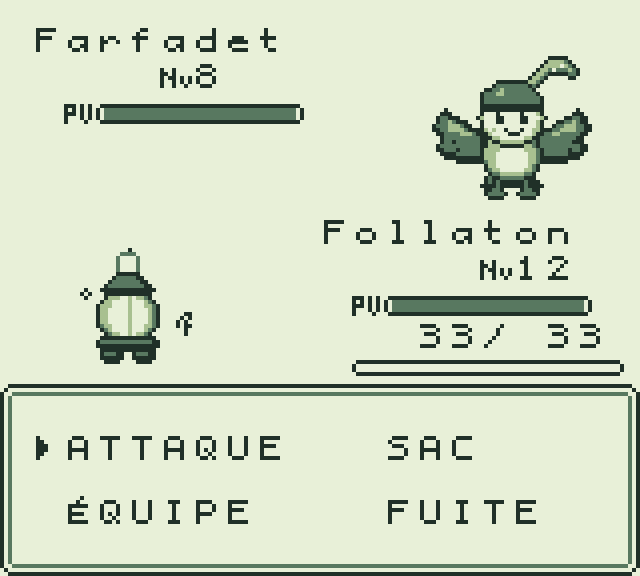 Farfadet
Nv8
PV
Follaton
Nv12
PV
33/ 33
ATTAQUE SAC
ÉQUIPE FUITE